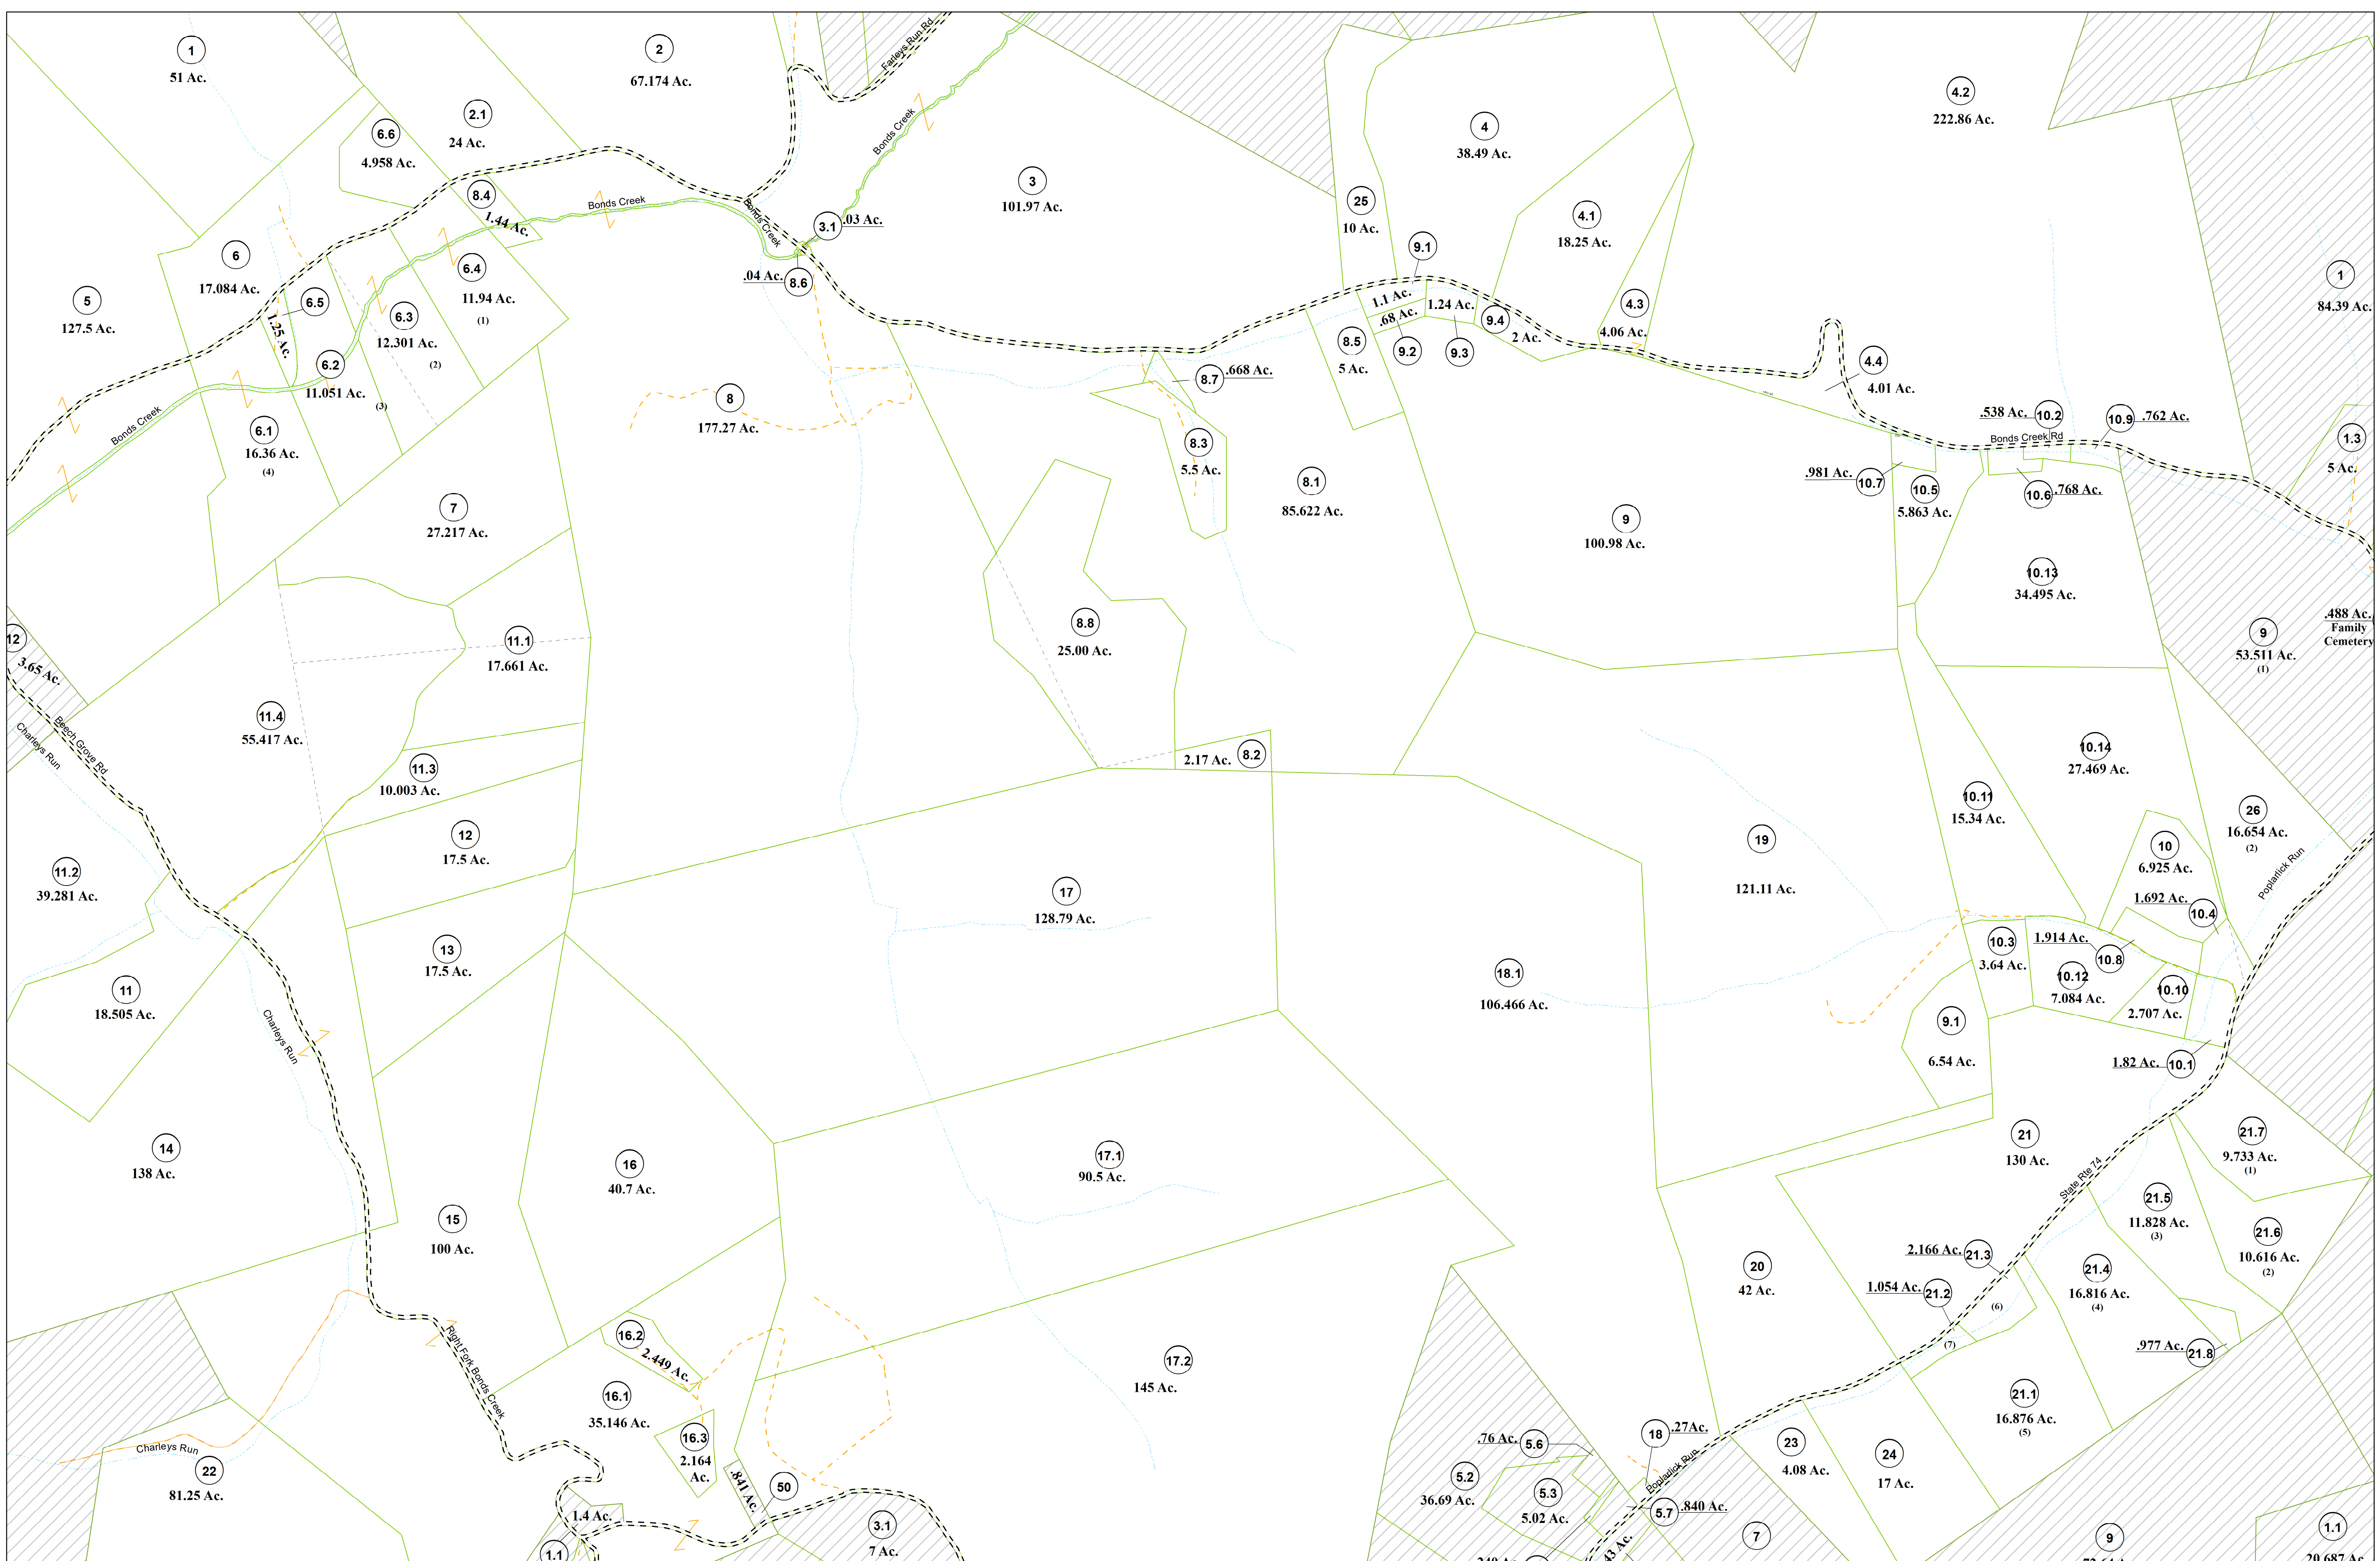 1
51 Ac.
2
67.174 Ac.
Farleys Run Rd
2.1
24 Ac.
6.6
4.958 Ac.
Bonds Creek
4.2
222.86 Ac.
4
38.49 Ac.
3
101.97 Ac.
8.4
1.44 Ac.
Bonds Creek
Bonds Creek
3.1
.03 Ac.
.04 Ac.
8.6
25
10 Ac.
4.1
18.25 Ac.
9.1
1.1 Ac.
6
17.084 Ac.
6.5
1.25 Ac.
6.4
11.94 Ac.
(1)
6.3
12.301 Ac.
(2)
5
127.5 Ac.
6.2
11.051 Ac.
(3)
1
84.39 Ac.
4.3
4.06 Ac.
1.24 Ac.
9.4
2 Ac.
.68 Ac.
9.2
9.3
8.5
5 Ac.
4.4
4.01 Ac.
8.7
.668 Ac.
8
177.27 Ac.
Bonds Creek
6.1
16.36 Ac.
(4)
8.3
5.5 Ac.
.538 Ac.
10.2
10.9
.762 Ac.
Bonds Creek Rd
1.3
5 Ac.
.981 Ac.
10.7
10.5
5.863 Ac.
10.6
.768 Ac.
8.1
85.622 Ac.
7
27.217 Ac.
9
100.98 Ac.
10.13
34.495 Ac.
.488 Ac.
Family
Cemetery
9
53.511 Ac.
(1)
12
3.65 Ac.
11.1
17.661 Ac.
8.8
25.00 Ac.
11.4
55.417 Ac.
Beech Grove Rd
Charleys Run
10.14
27.469 Ac.
8.2
2.17 Ac.
11.3
10.003 Ac.
10.11
15.34 Ac.
26
16.654 Ac.
(2)
12
17.5 Ac.
19
121.11 Ac.
10
6.925 Ac.
Poplarlick Run
11.2
39.281 Ac.
17
128.79 Ac.
1.692 Ac.
10.4
13
17.5 Ac.
10.3
3.64 Ac.
1.914 Ac.
10.8
10.12
7.084 Ac.
10.10
2.707 Ac.
18.1
106.466 Ac.
11
18.505 Ac.
Charleys Run
9.1
6.54 Ac.
1.82 Ac.
10.1
14
138 Ac.
16
40.7 Ac.
17.1
90.5 Ac.
21
130 Ac.
21.7
9.733 Ac.
(1)
State Rte 74
21.5
11.828 Ac.
(3)
15
100 Ac.
21.6
10.616 Ac.
(2)
20
42 Ac.
2.166 Ac.
21.3
21.4
16.816 Ac.
(4)
1.054 Ac.
21.2
(6)
(7)
.977 Ac.
21.8
16.2
2.449 Ac.
17.2
145 Ac.
Right Fork Bonds Creek
16.1
35.146 Ac.
21.1
16.876 Ac.
(5)
16.3
2.164
Ac.
.76 Ac.
5.6
18
.27Ac.
23
4.08 Ac.
24
17 Ac.
Charleys Run
22
81.25 Ac.
.841 Ac.
50
Poplarlick Run
5.2
36.69 Ac.
5.3
5.02 Ac.
5.7
.840 Ac.
1.4 Ac.
1.1
3.1
7 Ac.
7
9
1.1
20.687 Ac.